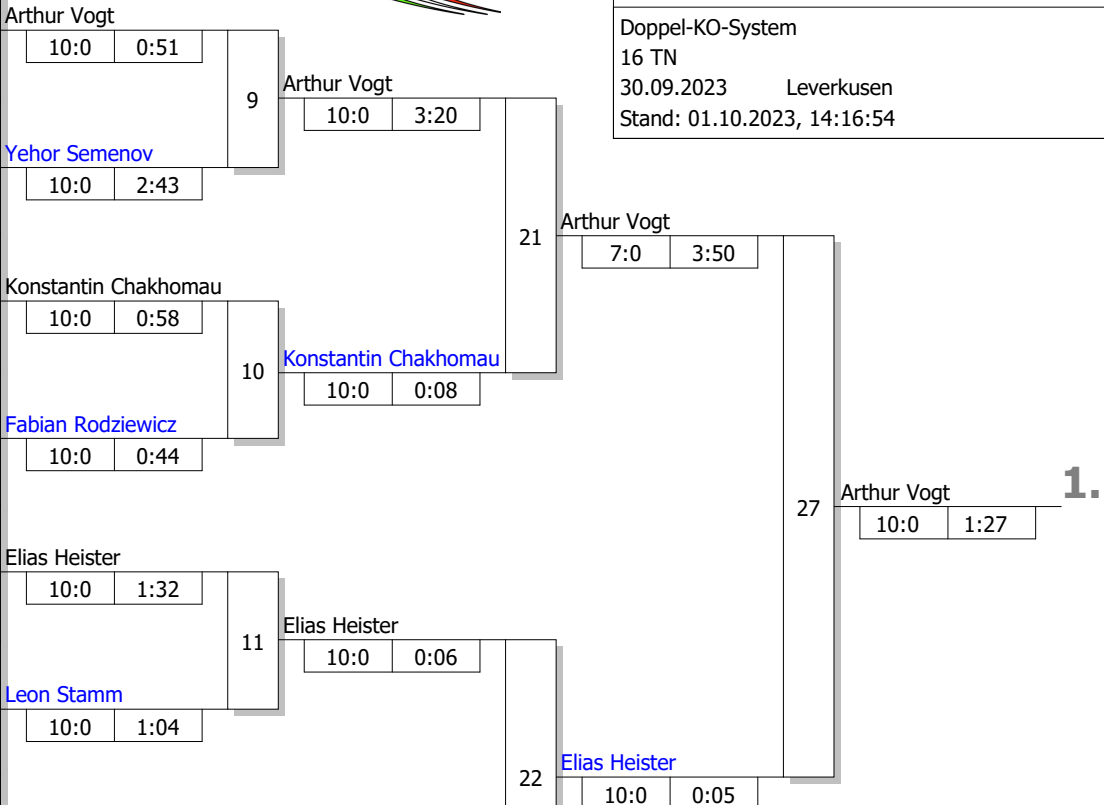 Arthur Vogt
10:0 0:51
9
Yehor Semenov
10:0 2:43
Arthur Vogt
10:0 3:20
Konstantin Chakhomau
10:0 0:58
10
Fabian Rodziewicz
10:0 0:44
Konstantin Chakhomau
10:0 0:08
21
Arthur Vogt
7:0 3:50
Elias Heister
10:0 1:32
11
Leon Stamm
10:0 1:04
Elias Heister
10:0 0:06
22
Elias Heister
10:0 0:05
27
Arthur Vogt
10:0 1:27
1.
Doppel-KO-System
16 TN
30.09.2023 Leverkusen
Stand: 01.10.2023, 14:16:54